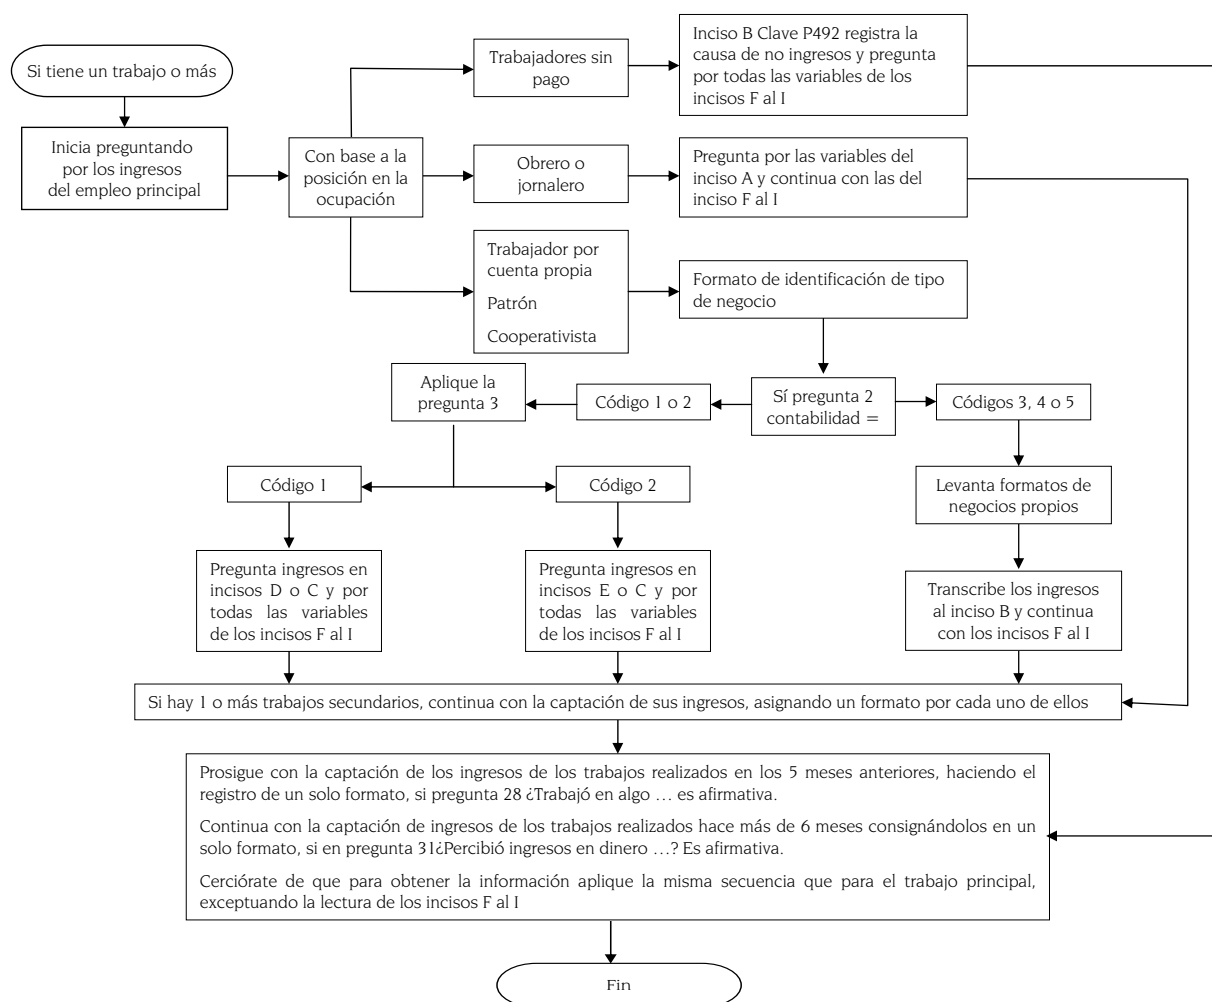 Si tiene un trabajo o más
Inicia preguntando
por los ingresos
del empleo principal
Con base a la
posición en la
ocupación
Trabajadores sin
pago
Inciso B Clave P492 registra la
causa de no ingresos y pregunta
por todas las variables de los
incisos F al I
Obrero o
jornalero
Pregunta por las variables del
inciso A y continua con las del
inciso F al I
Trabajador por
cuenta propia
Patrón
Cooperativista
Formato de identificación de tipo
de negocio
Aplique la
pregunta 3
Código 1 o 2
Sí pregunta 2
contabilidad =
Códigos 3, 4 o 5
Código 1
Código 2
Levanta formatos de
negocios propios
Pregunta ingresos en
incisos D o C y por
todas las variables
de los incisos F al I
Pregunta ingresos en
incisos E o C y por
todas las variables
de los incisos F al I
Transcribe los ingresos
al inciso B y continua
con los incisos F al I
Si hay 1 o más trabajos secundarios, continua con la captación de sus ingresos, asignando un formato por cada uno de ellos
Prosigue con la captación de los ingresos de los trabajos realizados en los 5 meses anteriores, haciendo el
registro de un solo formato, si pregunta 28 ¿Trabajó en algo … es afirmativa.
Continua con la captación de ingresos de los trabajos realizados hace más de 6 meses consignándolos en un
solo formato, si en pregunta 31¿Percibió ingresos en dinero …? Es afirmativa.
Cerciórate de que para obtener la información aplique la misma secuencia que para el trabajo principal,
exceptuando la lectura de los incisos F al I
Fin